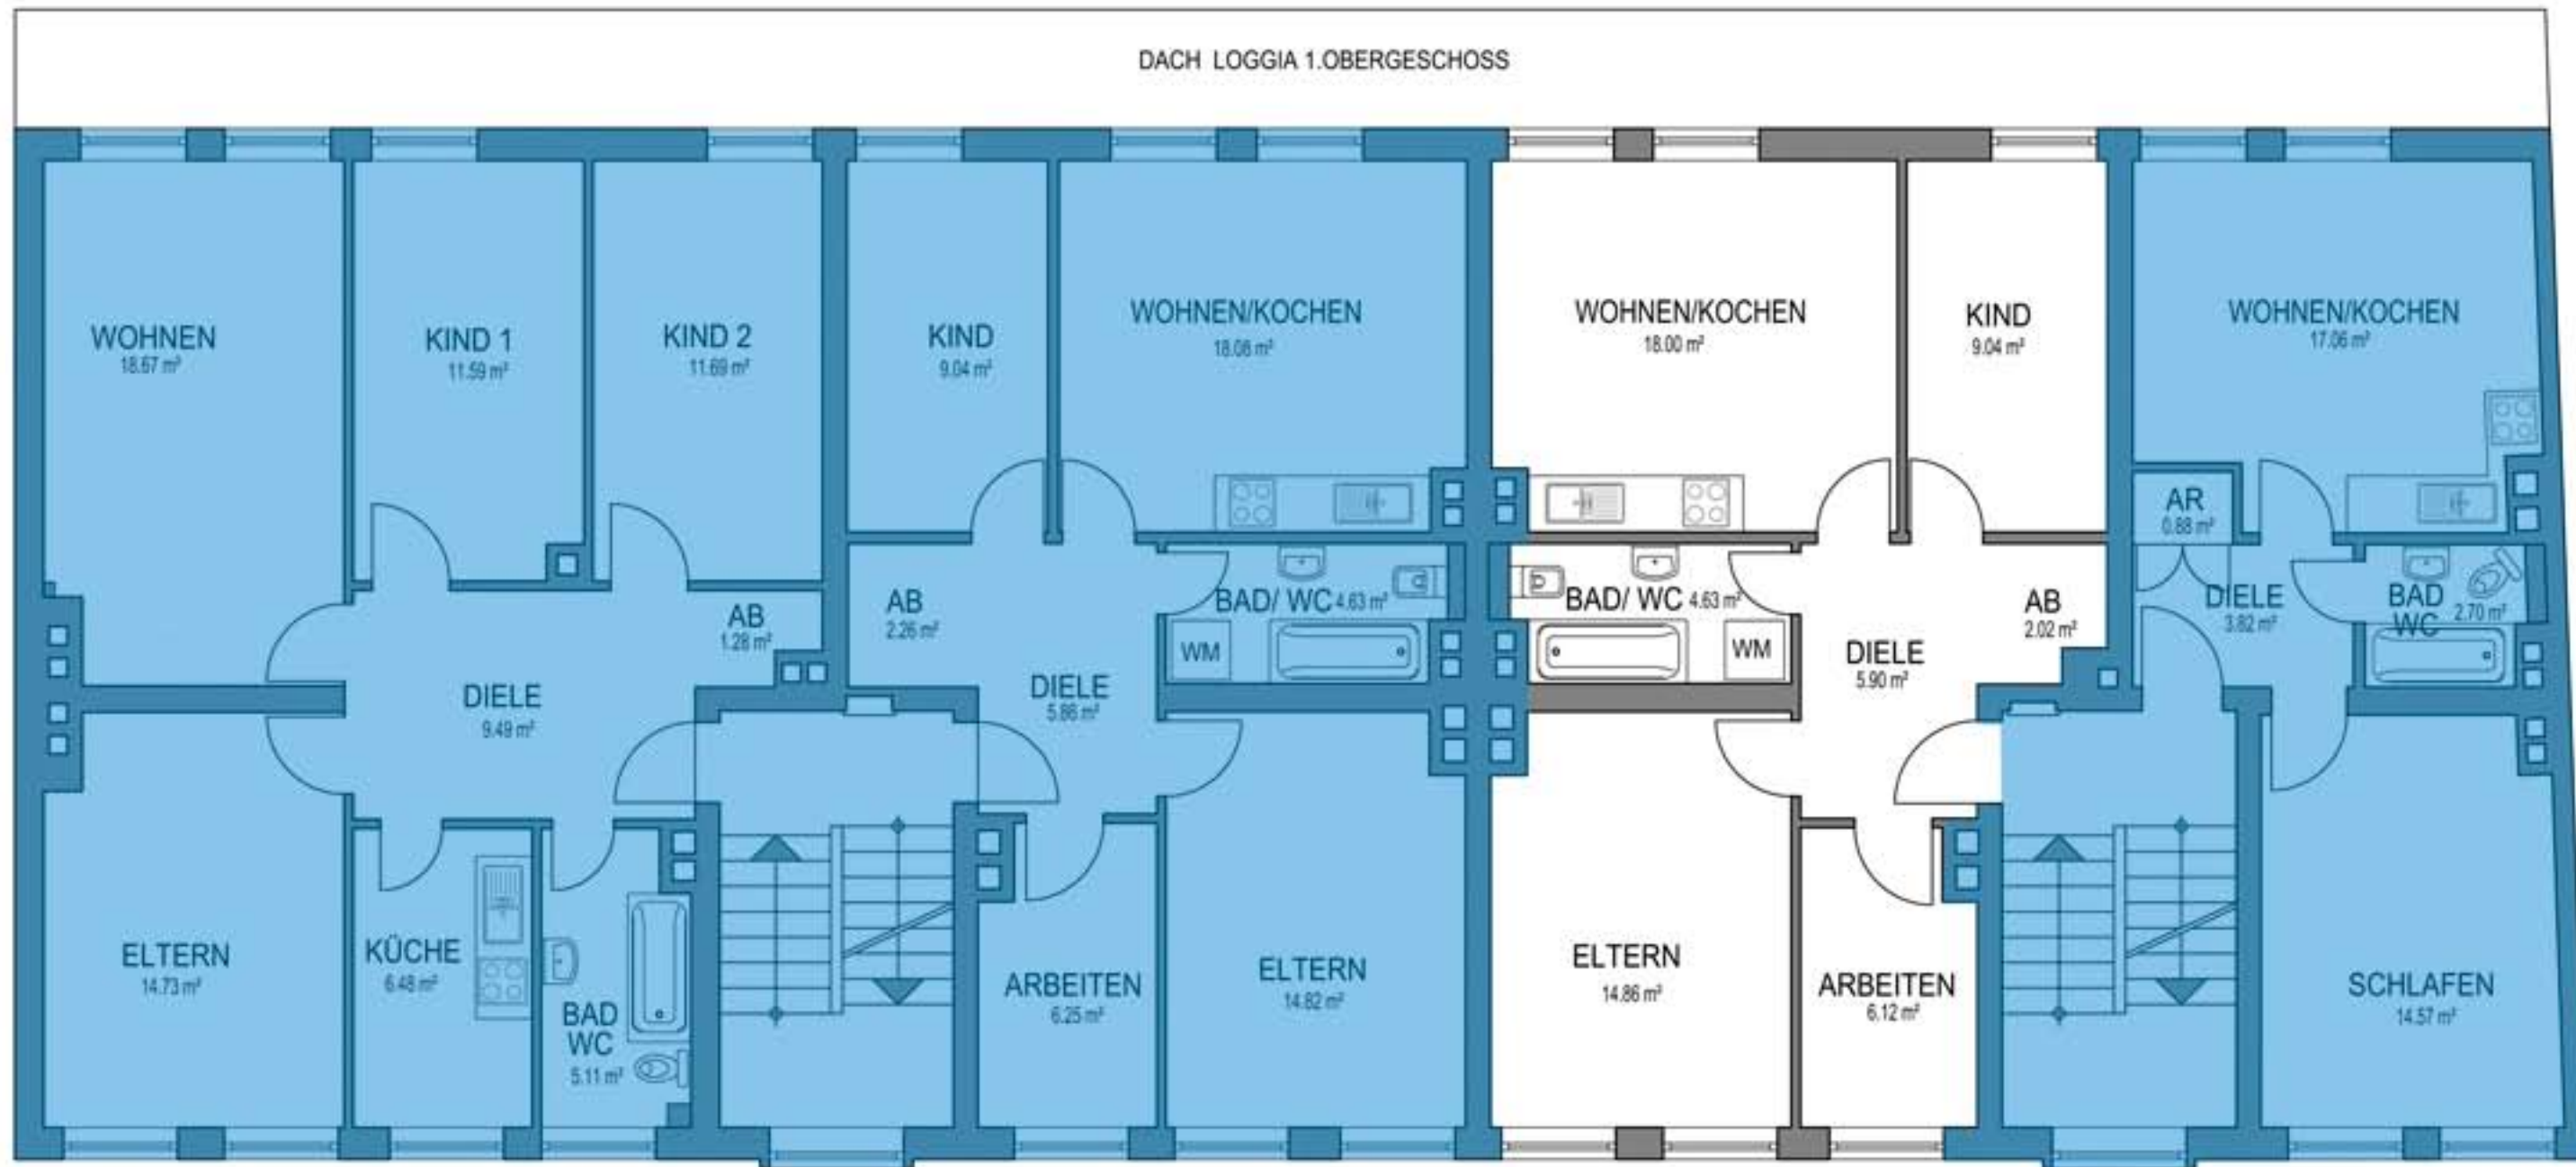 DACH LOGGIA 1.OBERGESCHOSS
WOHNEN
18.67 m²
KIND 1
11.59 m²
KIND 2
11.69 m²
KIND
9.04 m²
WOHNEN/KOCHEN
18.08 m²
WOHNEN/KOCHEN
18.00 m²
KIND
9.04 m²
WOHNEN/KOCHEN
17.06 m²
AR
0.88 m²
AB
1.28 m²
AB
2.26 m²
BAD/ WC 4.63 m²
WM
BAD/ WC 4.63 m²
WM
AB
2.02 m²
DIELE
3.82 m²
BAD
WC
2.70 m²
DIELE
9.49 m²
DIELE
5.86 m²
DIELE
5.90 m²
ELTERN
14.73 m²
KÜCHE
6.48 m²
BAD
WC
5.11 m²
ARBEITEN
6.25 m²
ELTERN
14.82 m²
ELTERN
14.86 m²
ARBEITEN
6.12 m²
SCHLAFEN
14.57 m²